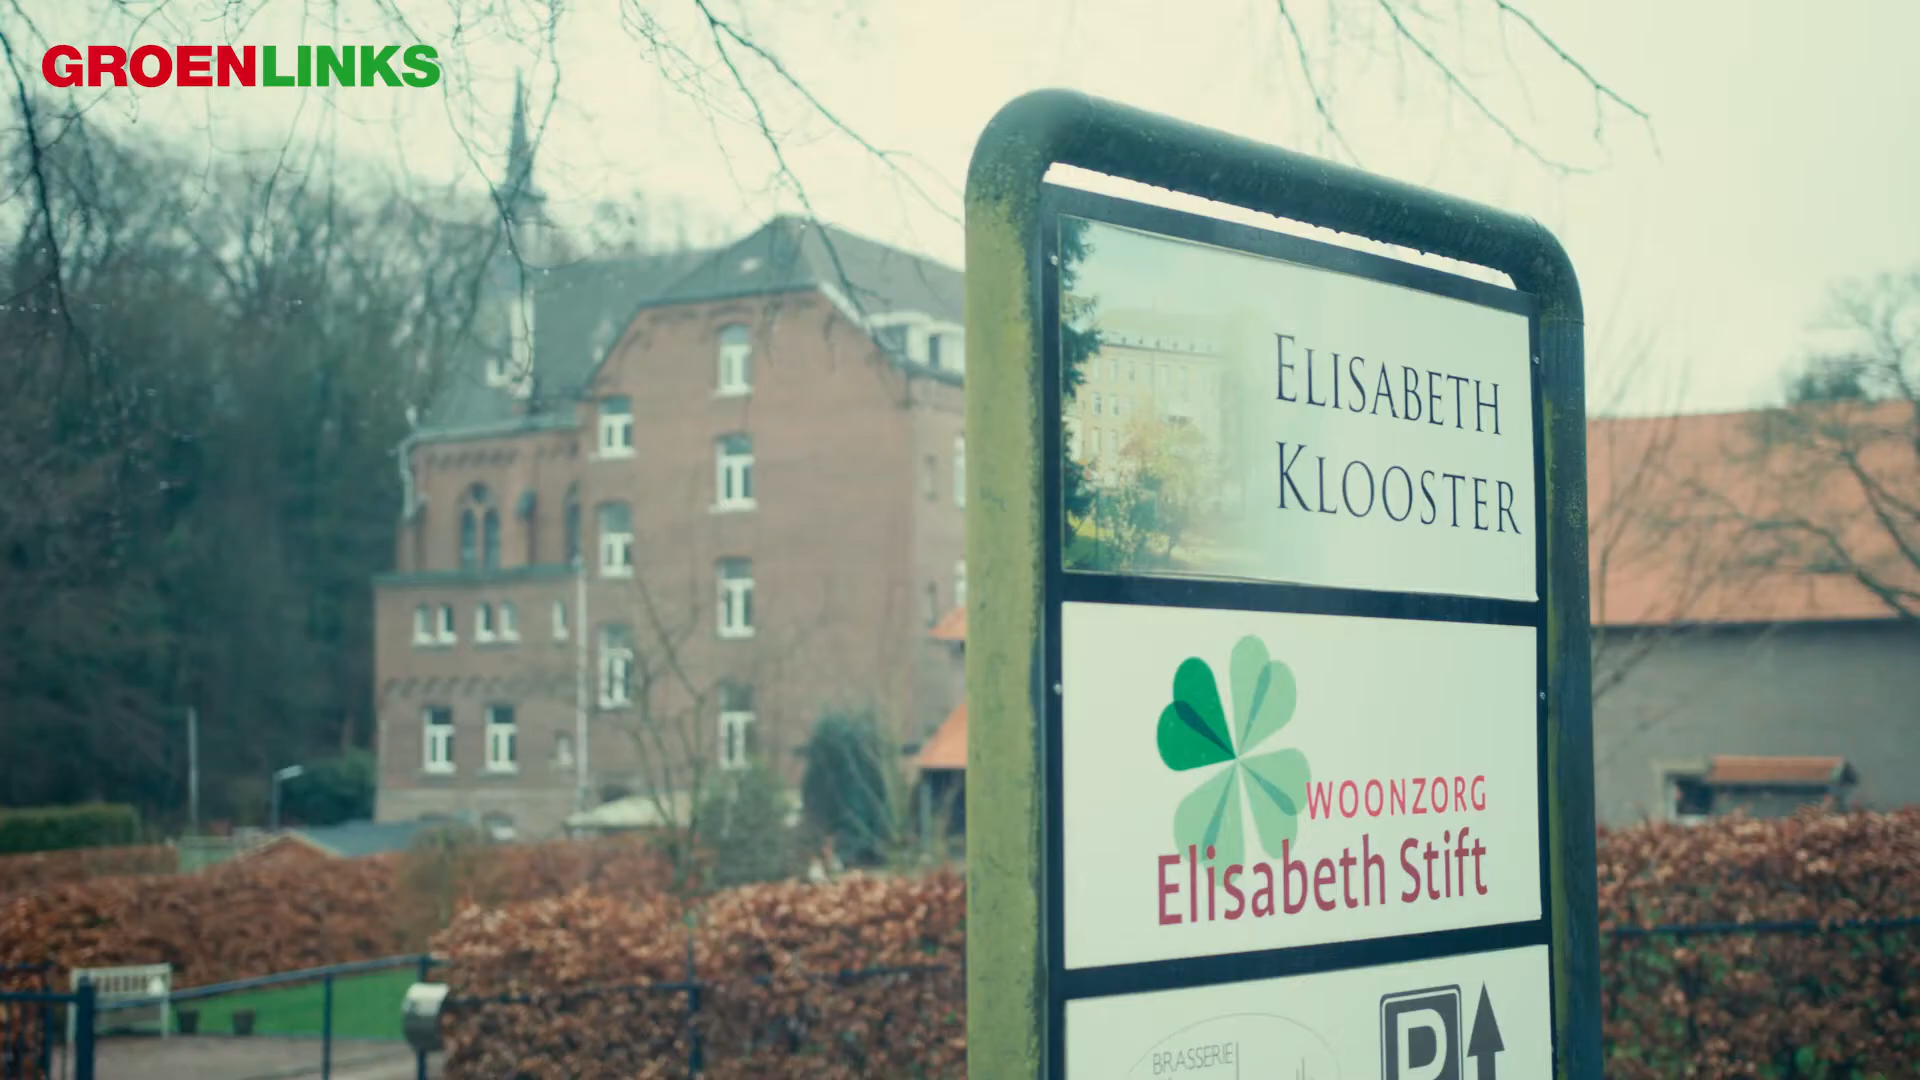 GROENLINKS
ELISABETH
KLOOSTER
WOONZORG
Elisabeth Stift
BRASSERIE
P